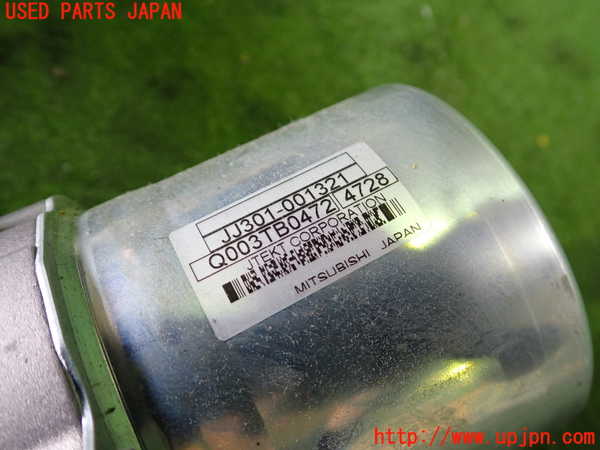 USED PARTS JAPAN
JJ301-001321
Q003TB0472 4728
JTEKT CORPORATION
MITSUBISHI JAPAN
http://www.upjpn.com/